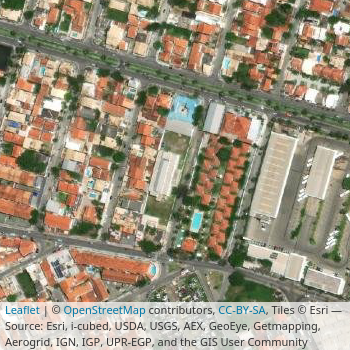 Leaflet | © OpenStreetMap contributors, CC-BY-SA, Tiles © Esri —
Source: Esri, i-cubed, USDA, USGS, AEX, GeoEye, Getmapping,
Aerogrid, IGN, IGP, UPR-EGP, and the GIS User Community